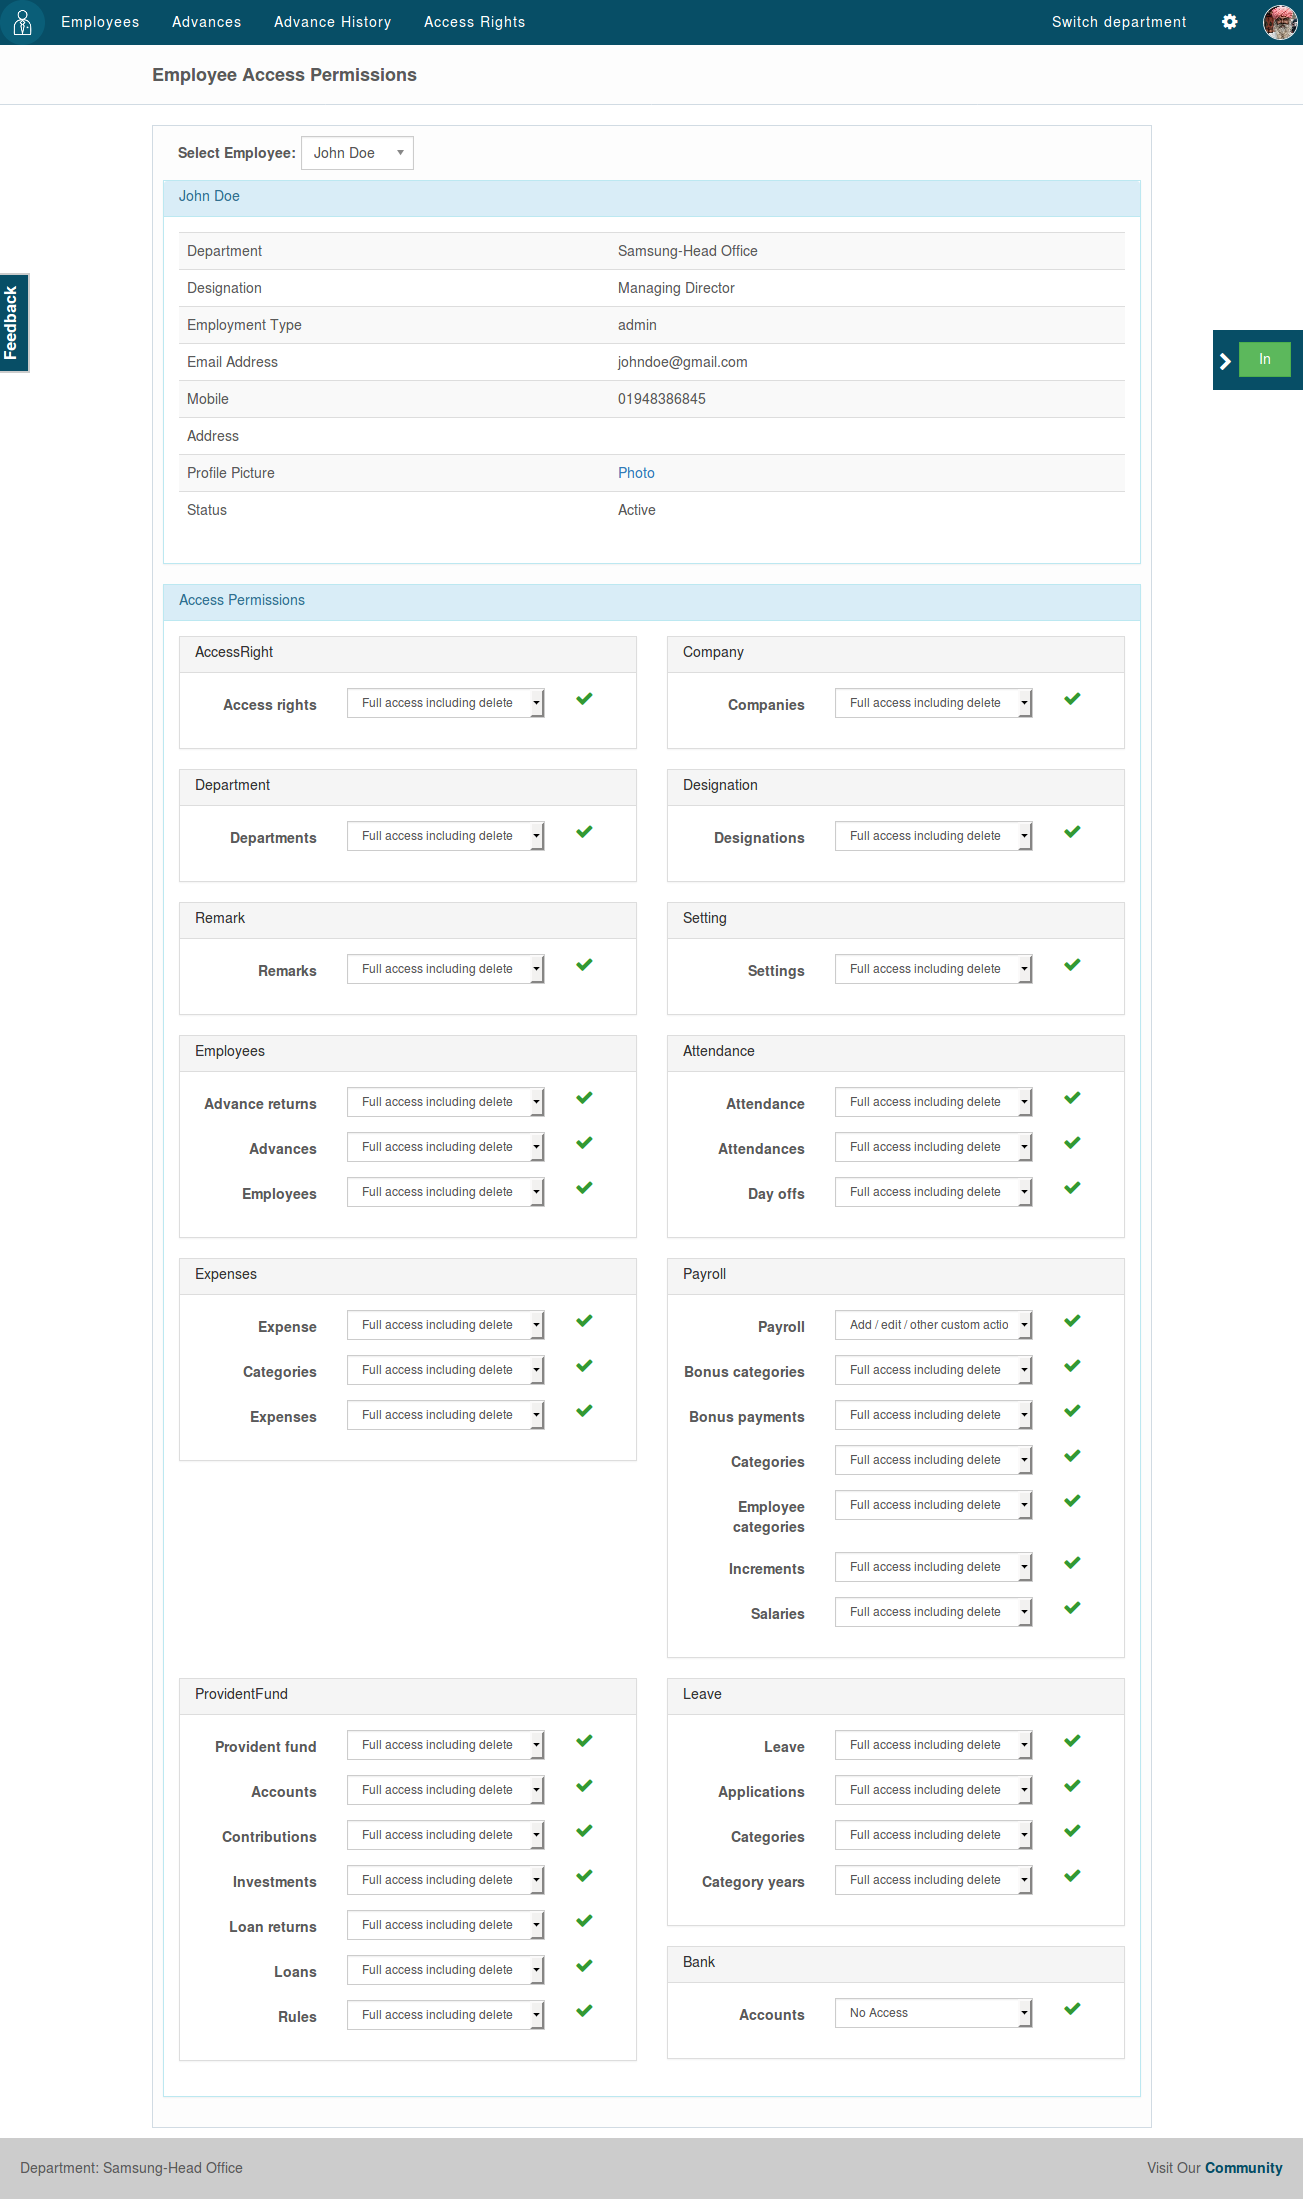 Employees Advances Advance History Access Rights Switch department
Employee Access Permissions
Select Employee: John Doe
John Doe
Department Samsung-Head Office
Designation Managing Director
Feedback
Employment Type admin
Email Address johndoe@gmail.com
In
Mobile 01948386845
Address
Profile Picture Photo
Status Active
Access Permissions
AccessRight
Access rights Full access including delete
Company
Companies Full access including delete
Department
Departments Full access including delete
Designation
Designations Full access including delete
Remark
Remarks Full access including delete
Setting
Settings Full access including delete
Employees
Advance returns Full access including delete
Advances Full access including delete
Employees Full access including delete
Attendance
Attendance Full access including delete
Attendances Full access including delete
Day offs Full access including delete
Expenses
Expense Full access including delete
Categories Full access including delete
Expenses Full access including delete
Payroll
Payroll Add / edit / other custom actio
Bonus categories Full access including delete
Bonus payments Full access including delete
Categories Full access including delete
Employee Full access including delete
categories
Increments Full access including delete
Salaries Full access including delete
ProvidentFund
Provident fund Full access including delete
Accounts Full access including delete
Contributions Full access including delete
Investments Full access including delete
Loan returns Full access including delete
Loans Full access including delete
Rules Full access including delete
Leave
Leave Full access including delete
Applications Full access including delete
Categories Full access including delete
Category years Full access including delete
Bank
Accounts No Access
Department: Samsung-Head Office Visit Our Community